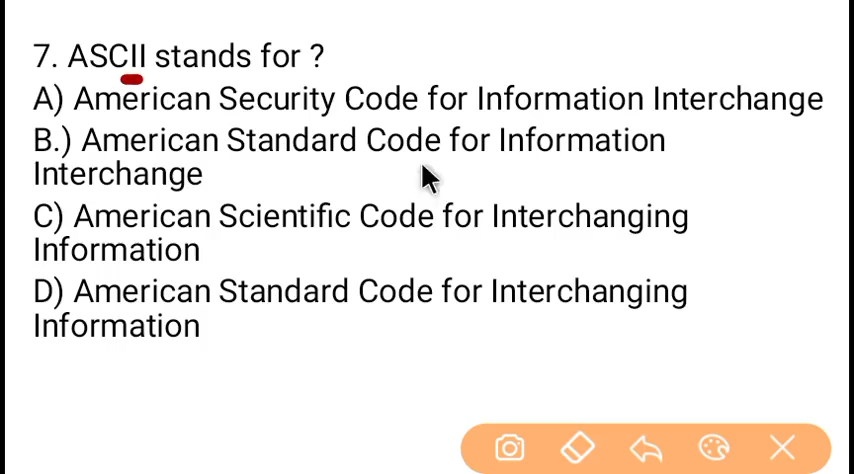 7. ASCII stands for ?
A) American Security Code for Information Interchange
B.) American Standard Code for Information
Interchange
C) American Scientific Code for Interchanging
Information
D) American Standard Code for Interchanging
Information